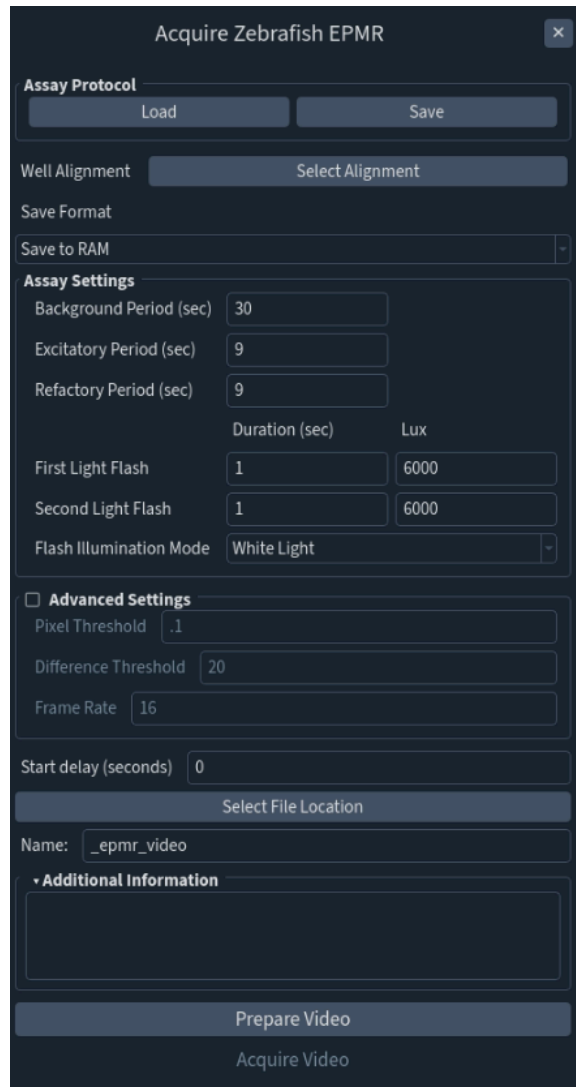 Acquire Zebrafish EPMR ×
Assay Protocol
Load Save
Well Alignment Select Alignment
Save Format
Save to RAM
Assay Settings
Background Period (sec) 30
Excitatory Period (sec) 9
Refactory Period (sec) 9
Duration (sec) Lux
First Light Flash 1 6000
Second Light Flash 1 6000
Flash Illumination Mode White Light
Advanced Settings
Pixel Threshold .1
Difference Threshold 20
Frame Rate 16
Start delay (seconds) 0
Select File Location
Name: _epmr_video
Additional Information
Prepare Video
Acquire Video